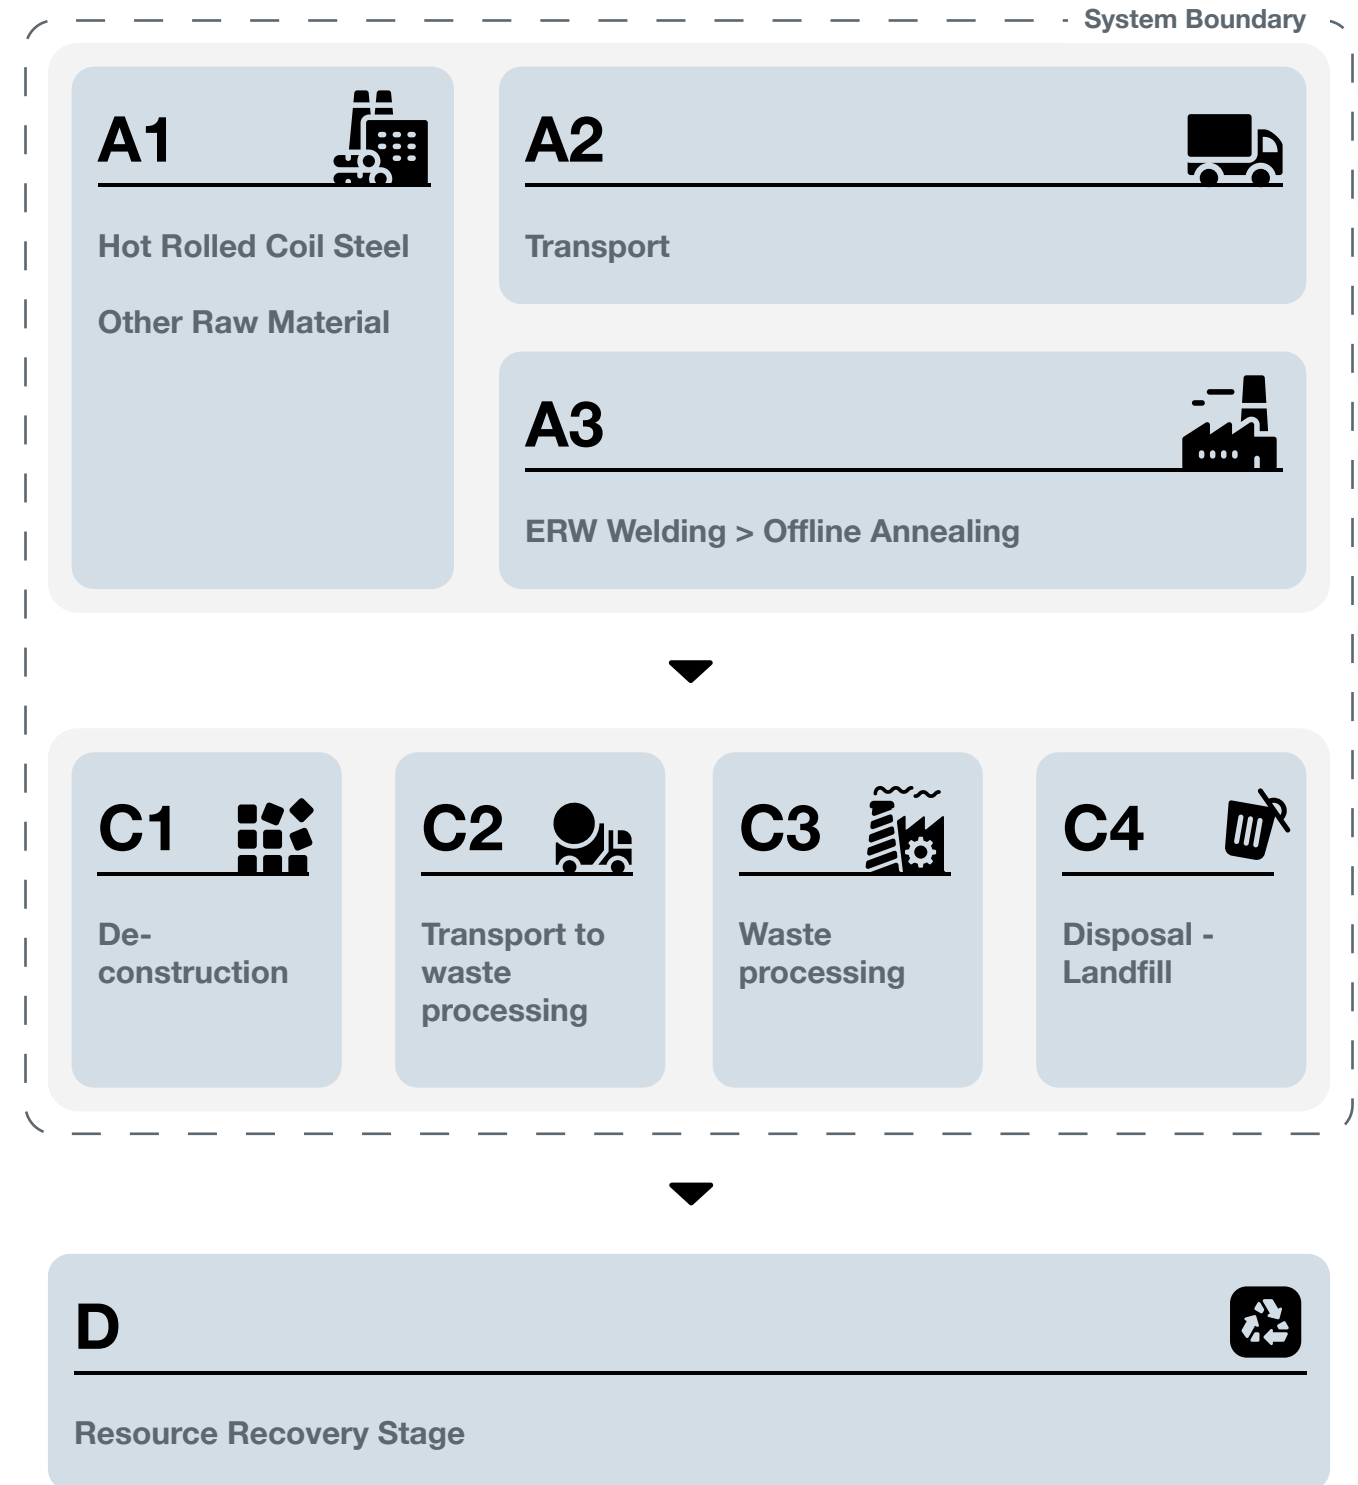 System Boundary
A1
Hot Rolled Coil Steel
Other Raw Material
A2
Transport
A3
ERW Welding > Offline Annealing
C1
De-
construction
C2
Transport to
waste
processing
C3
Waste
processing
C4
Disposal -
Landfill
D
Resource Recovery Stage